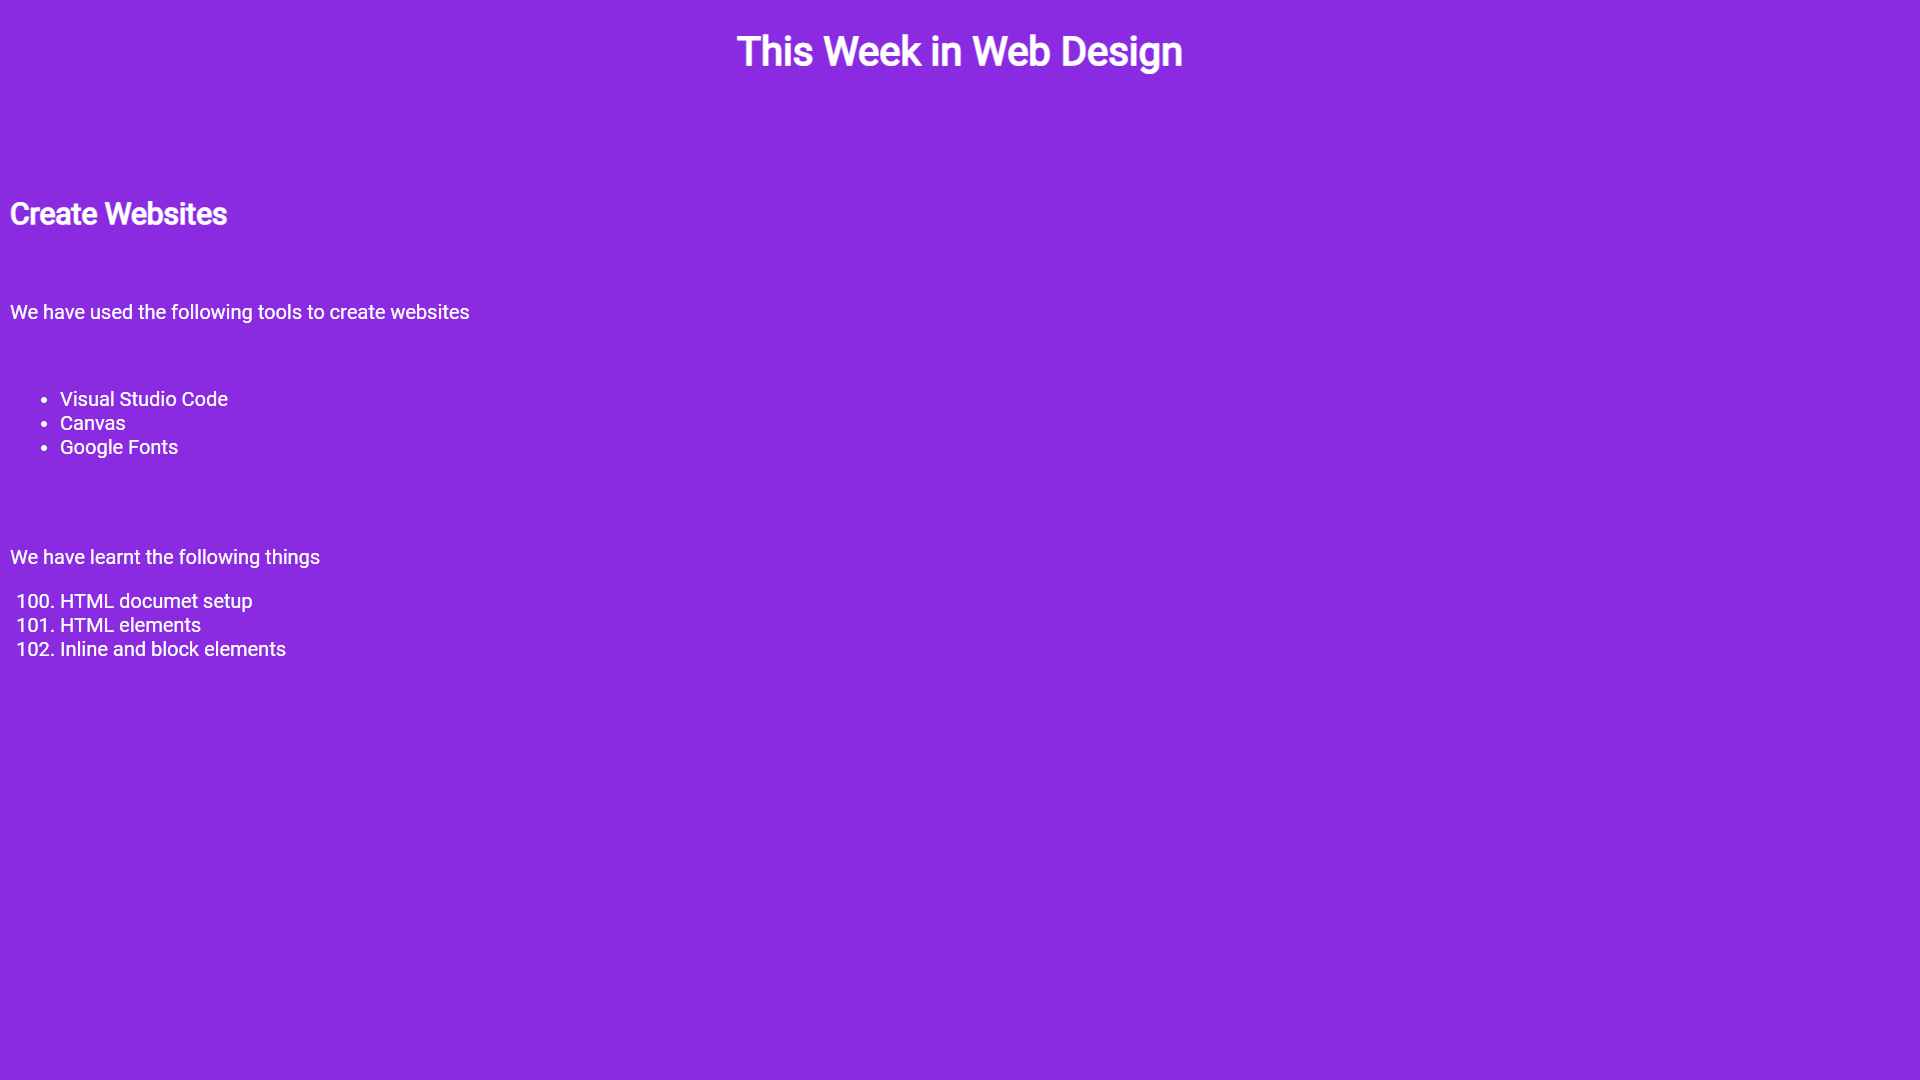 This Week in Web Design
Create Websites
We have used the following tools to create websites
• Visual Studio Code
• Canvas
• Google Fonts
We have learnt the following things
100. HTML documet setup
101. HTML elements
102. Inline and block elements